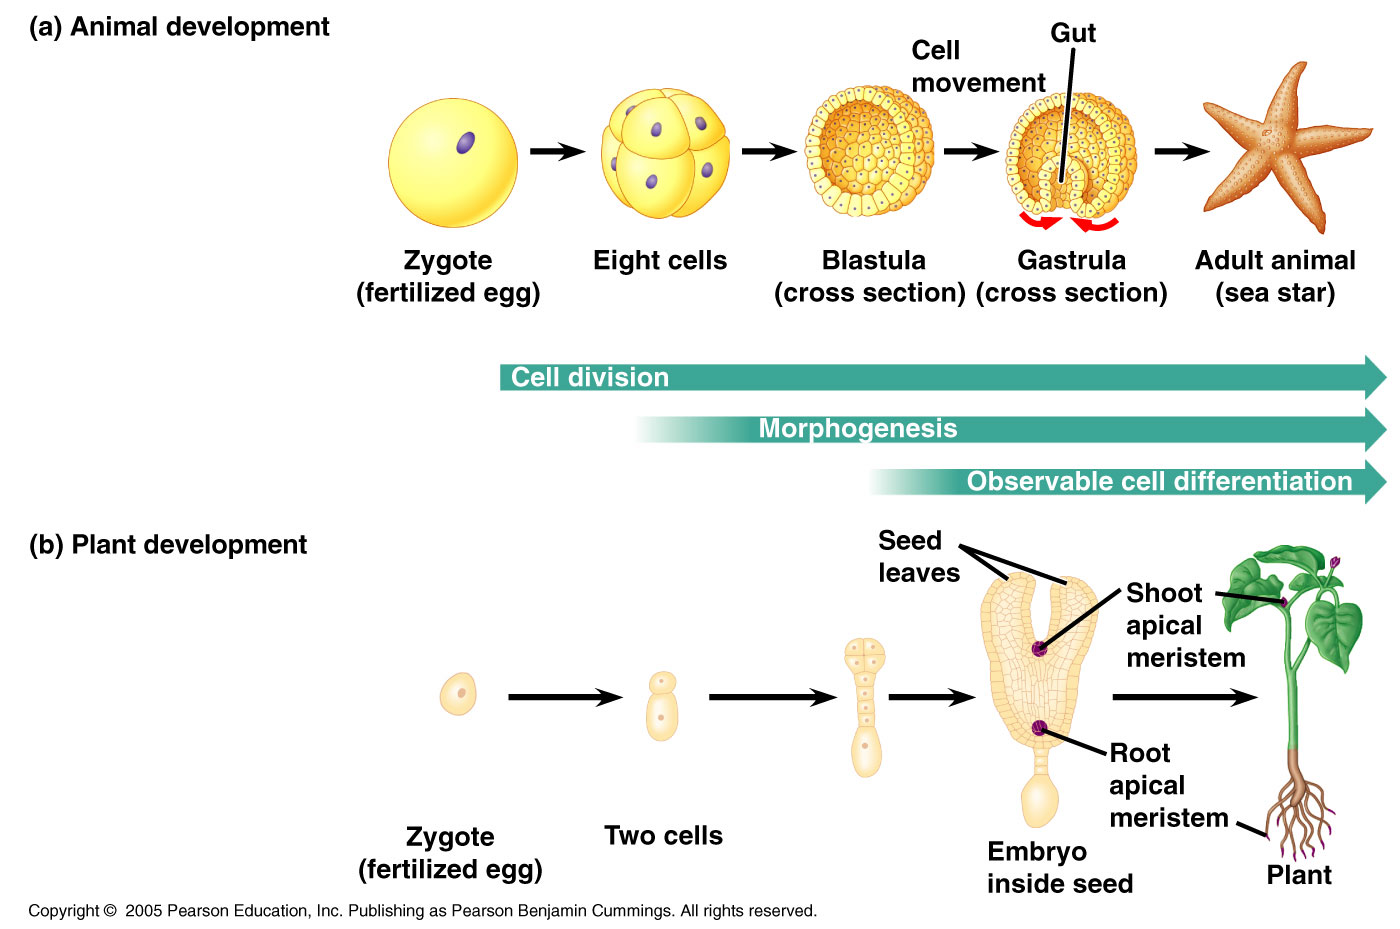 (a) Animal development
Gut
Cell
movement
Zygote
(fertilized egg)
Eight cells
Blastula
(cross section)
Gastrula
(cross section)
Adult animal
(sea star)
Cell division
Morphogenesis
Observable cell differentiation
(b) Plant development
Seed
leaves
Shoot
apical
meristem
Root
apical
meristem
Zygote
(fertilized egg)
Two cells
Embryo
inside seed
Plant
Copyright © 2005 Pearson Education, Inc. Publishing as Pearson Benjamin Cummings. All rights reserved.